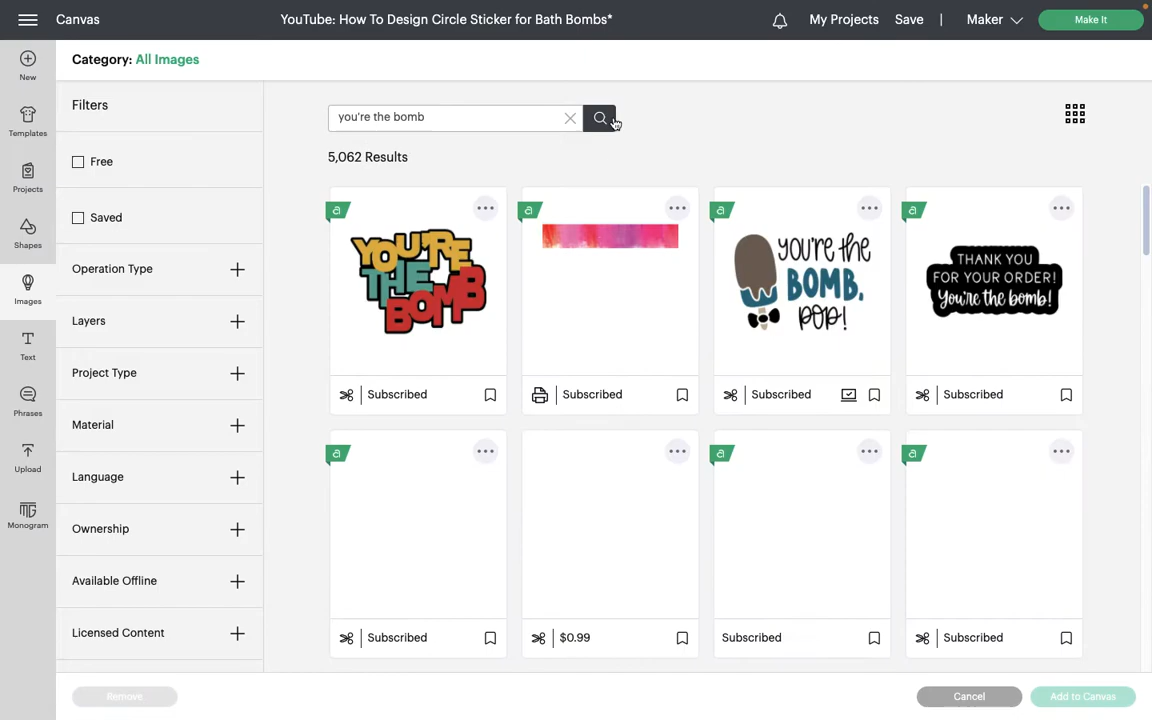 Canvas
YouTube: How To Design Circle Sticker for Bath Bombs*
My Projects
Save
|
Maker
Make It
New
Templates
Projects
Shapes
Images
Text
Phrases
Upload
Monogram
Category: All Images
Filters
Free
Saved
Operation Type
Layers
Project Type
Material
Language
Ownership
Available Offline
Licensed Content
you're the bomb
5,062 Results
a
YOU'RE
THE
BOMB
Subscribed
a
Subscribed
a
you're the
BOMB.
POP!
Subscribed
a
THANK YOU
FOR YOUR ORDER!
You're the bomb!
Subscribed
a
Subscribed
$0.99
a
Subscribed
a
Subscribed
Remove
Cancel
Add to Canvas